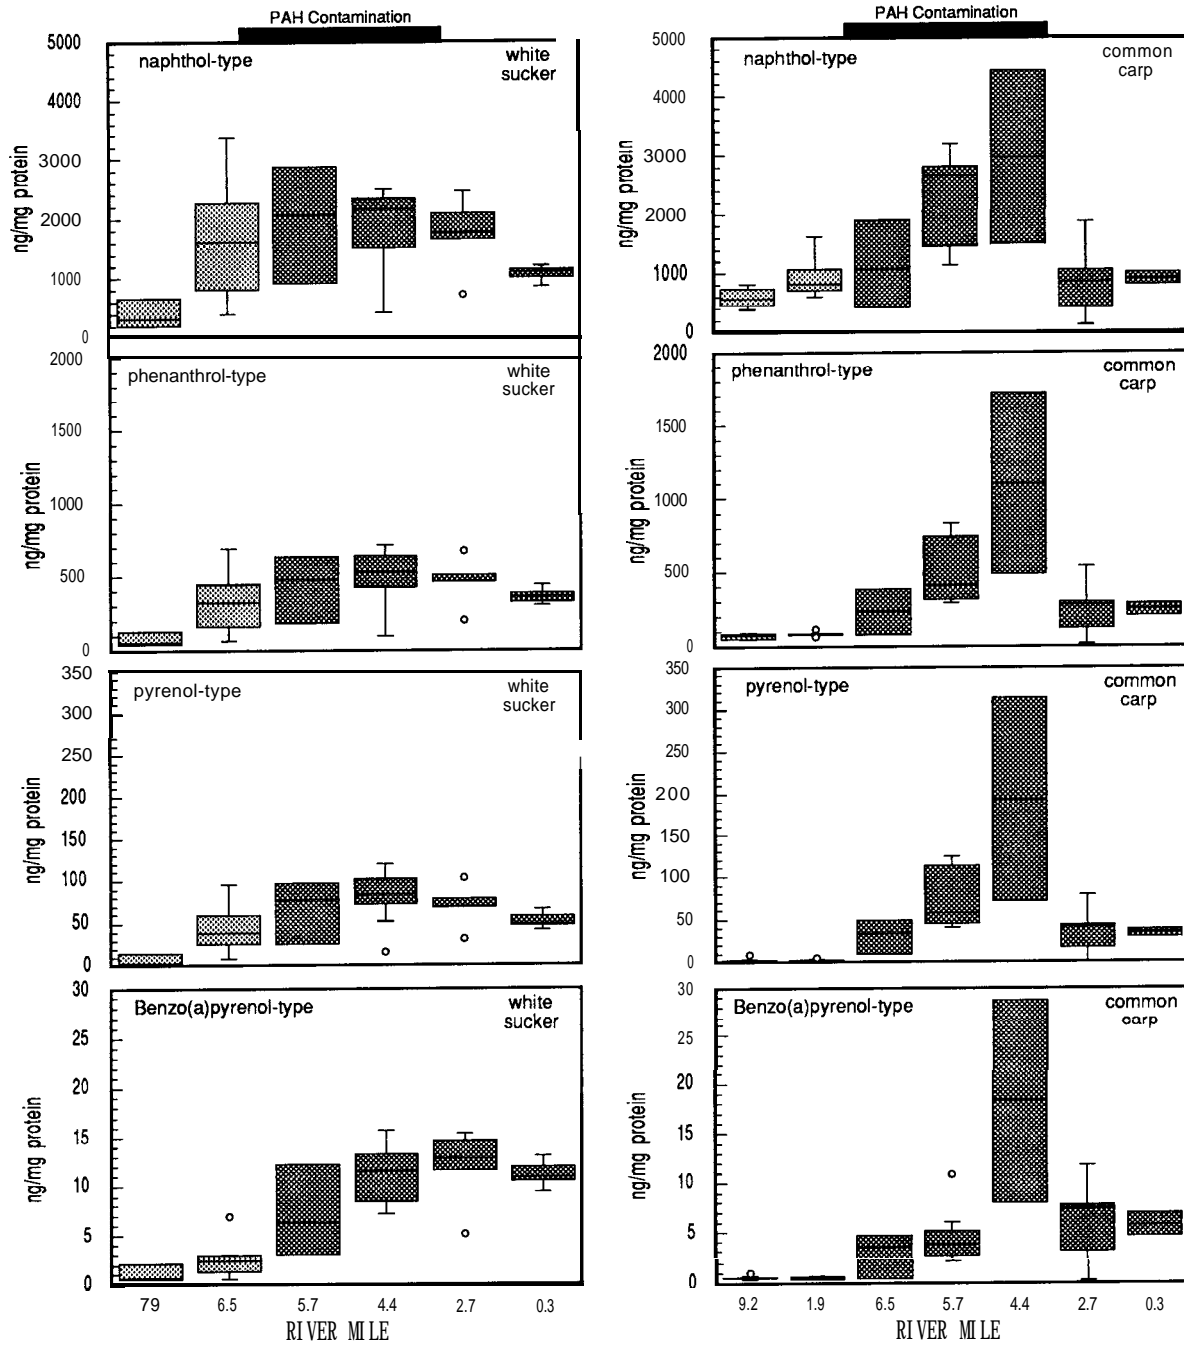 PAH Contamination
5000
4000
3000
2000
1000
0
ng/mg protein
naphthol-type
white
sucker
2000
1500
1000
500
0
ng/mg protein
phenanthrol-type
white
sucker
350
300
250
200
150
100
50
0
ng/mg protein
pyrenol-type
white
sucker
30
25
20
15
10
5
0
ng/mg protein
Benzo(a)pyrenol-type
white
sucker
79 6.5 5.7 4.4 2.7 0.3
RIVER MILE
PAH Contamination
5000
4000
3000
2000
1000
0
ng/mg protein
naphthol-type
common
carp
2000
1500
1000
500
0
ng/mg protein
phenanthrol-type
common
carp
350
300
250
200
150
100
50
0
ng/mg protein
pyrenol-type
common
carp
30
25
20
15
10
5
0
ng/mg protein
Benzo(a)pyrenol-type
common
carp
9.2 1.9 6.5 5.7 4.4 2.7 0.3
RIVER MILE